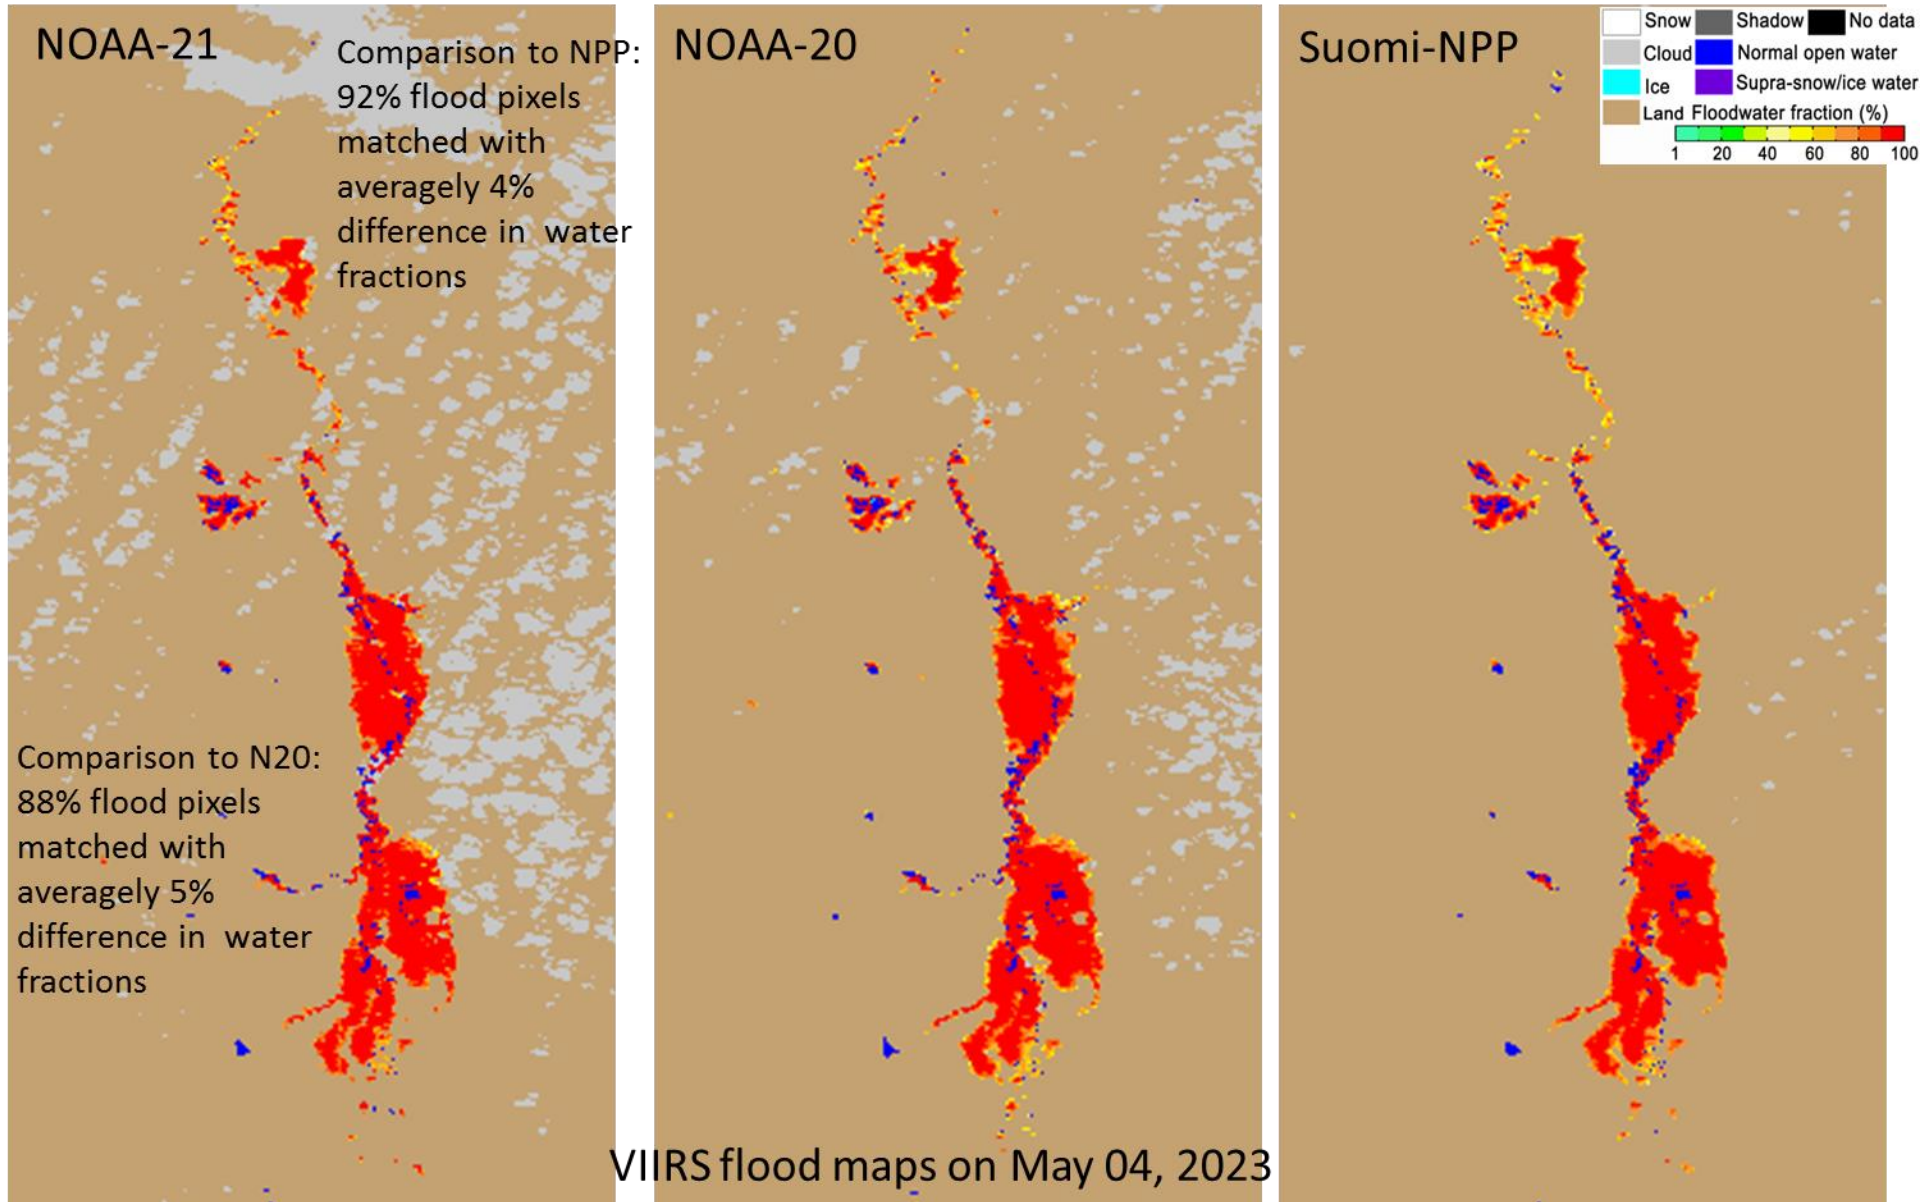 NOAA-21
Comparison to NPP:
92% flood pixels
matched with
averagely 4%
difference in water
fractions
Comparison to N20:
88% flood pixels
matched with
averagely 5%
difference in water
fractions
NOAA-20
Suomi-NPP
Snow Shadow No data
Cloud Normal open water
Ice Supra-snow/ice water
Land Floodwater fraction (%)
1 20 40 60 80 100
VIIRS flood maps on May 04, 2023